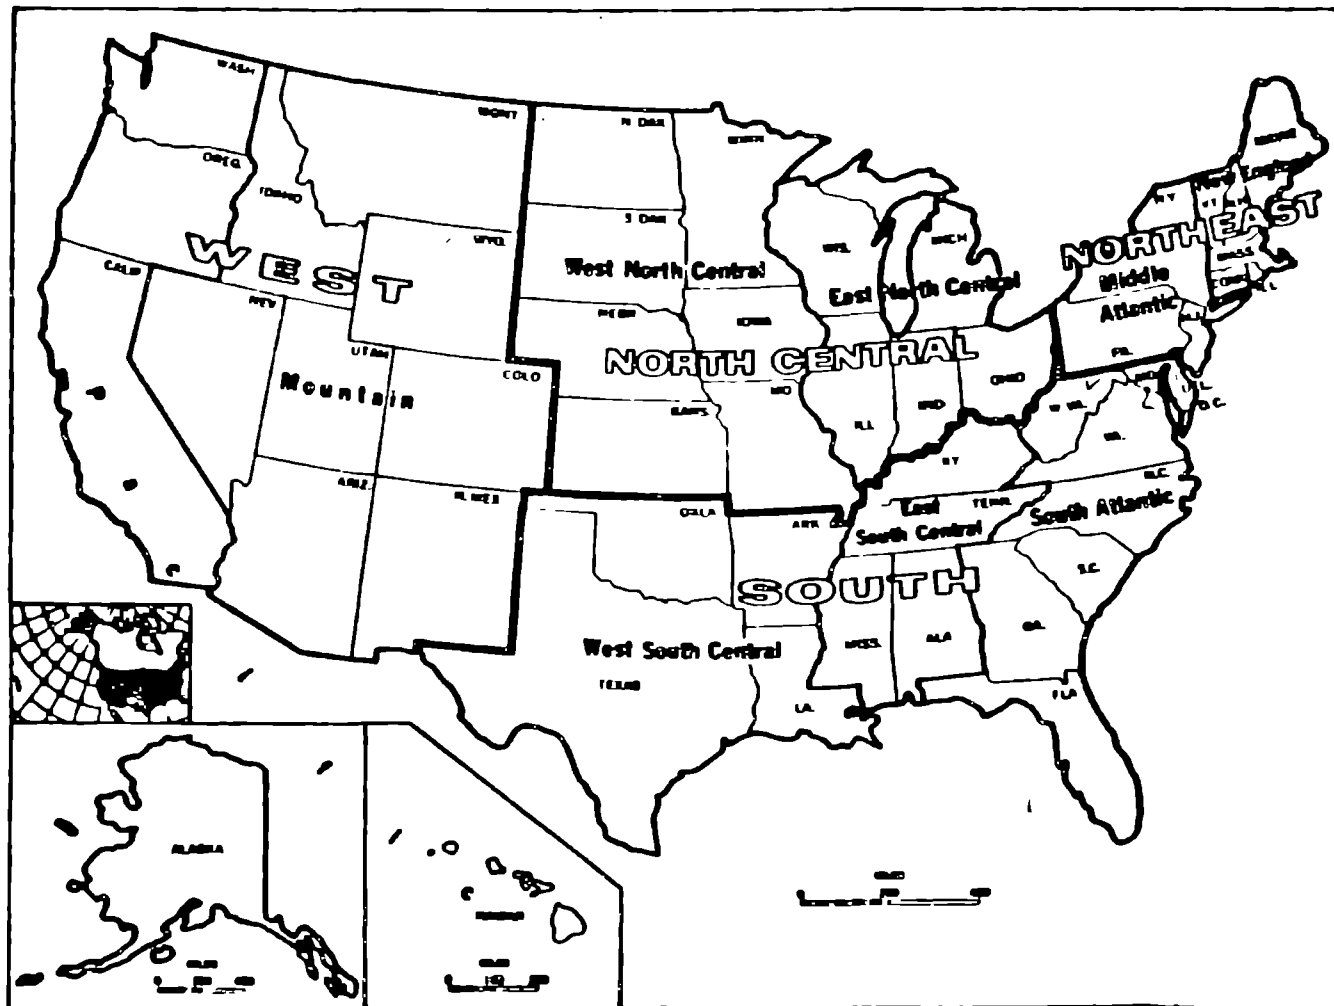 WASH
MONT
N DAK
OREG.
IDAHO
N.Y.
New England
S DAK
WYO.
WIS.
MICH
NORTHEAST
WEST
CALIF
NEV
West North Central
East North Central
MASS.
Middle
Atlantic
NEBR
IOWA
UTAH
COLO
NORTH CENTRAL
PA.
Mountain
OHIO
MO
KANS.
ILL
IND
W VA.
D.C.
VA.
KY
ARIZ.
N. MEX
OKLA
ARK
TENN.
N.C.
East
South Central
South Atlantic
S.C.
SOUTH
West South Central
MISS.
ALA
GA.
TEXAS
LA.
FLA
ALASKA